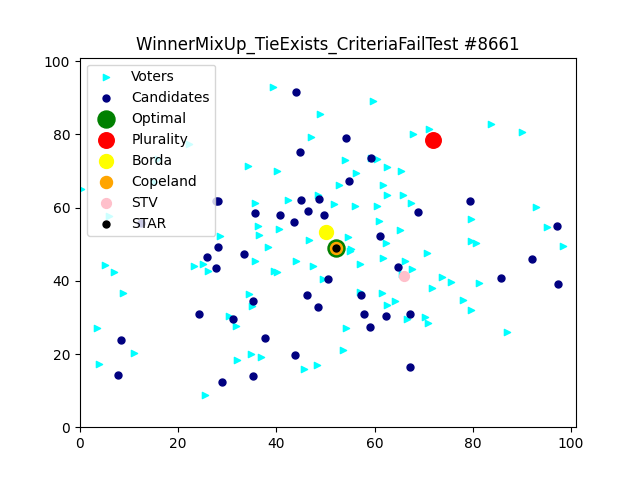 WinnerMixUp_TieExists_CriteriaFailTest #8661
100
80
60
40
20
0
Voters
Candidates
Optimal
Plurality
Borda
Copeland
STV
STAR
0 20 40 60 80 100